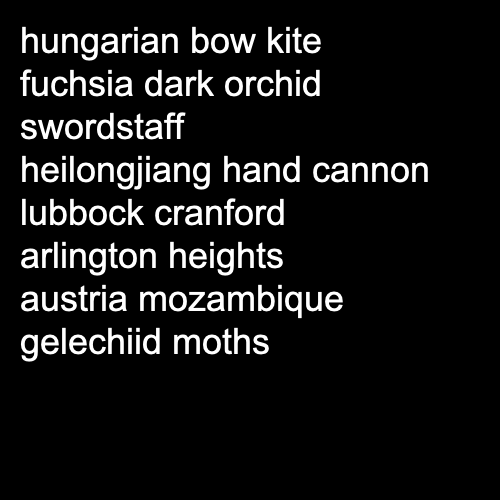 hungarian bow kite
fuchsia dark orchid
swordstaff
heilongjiang hand cannon
lubbock cranford
arlington heights
austria mozambique
gelechiid moths